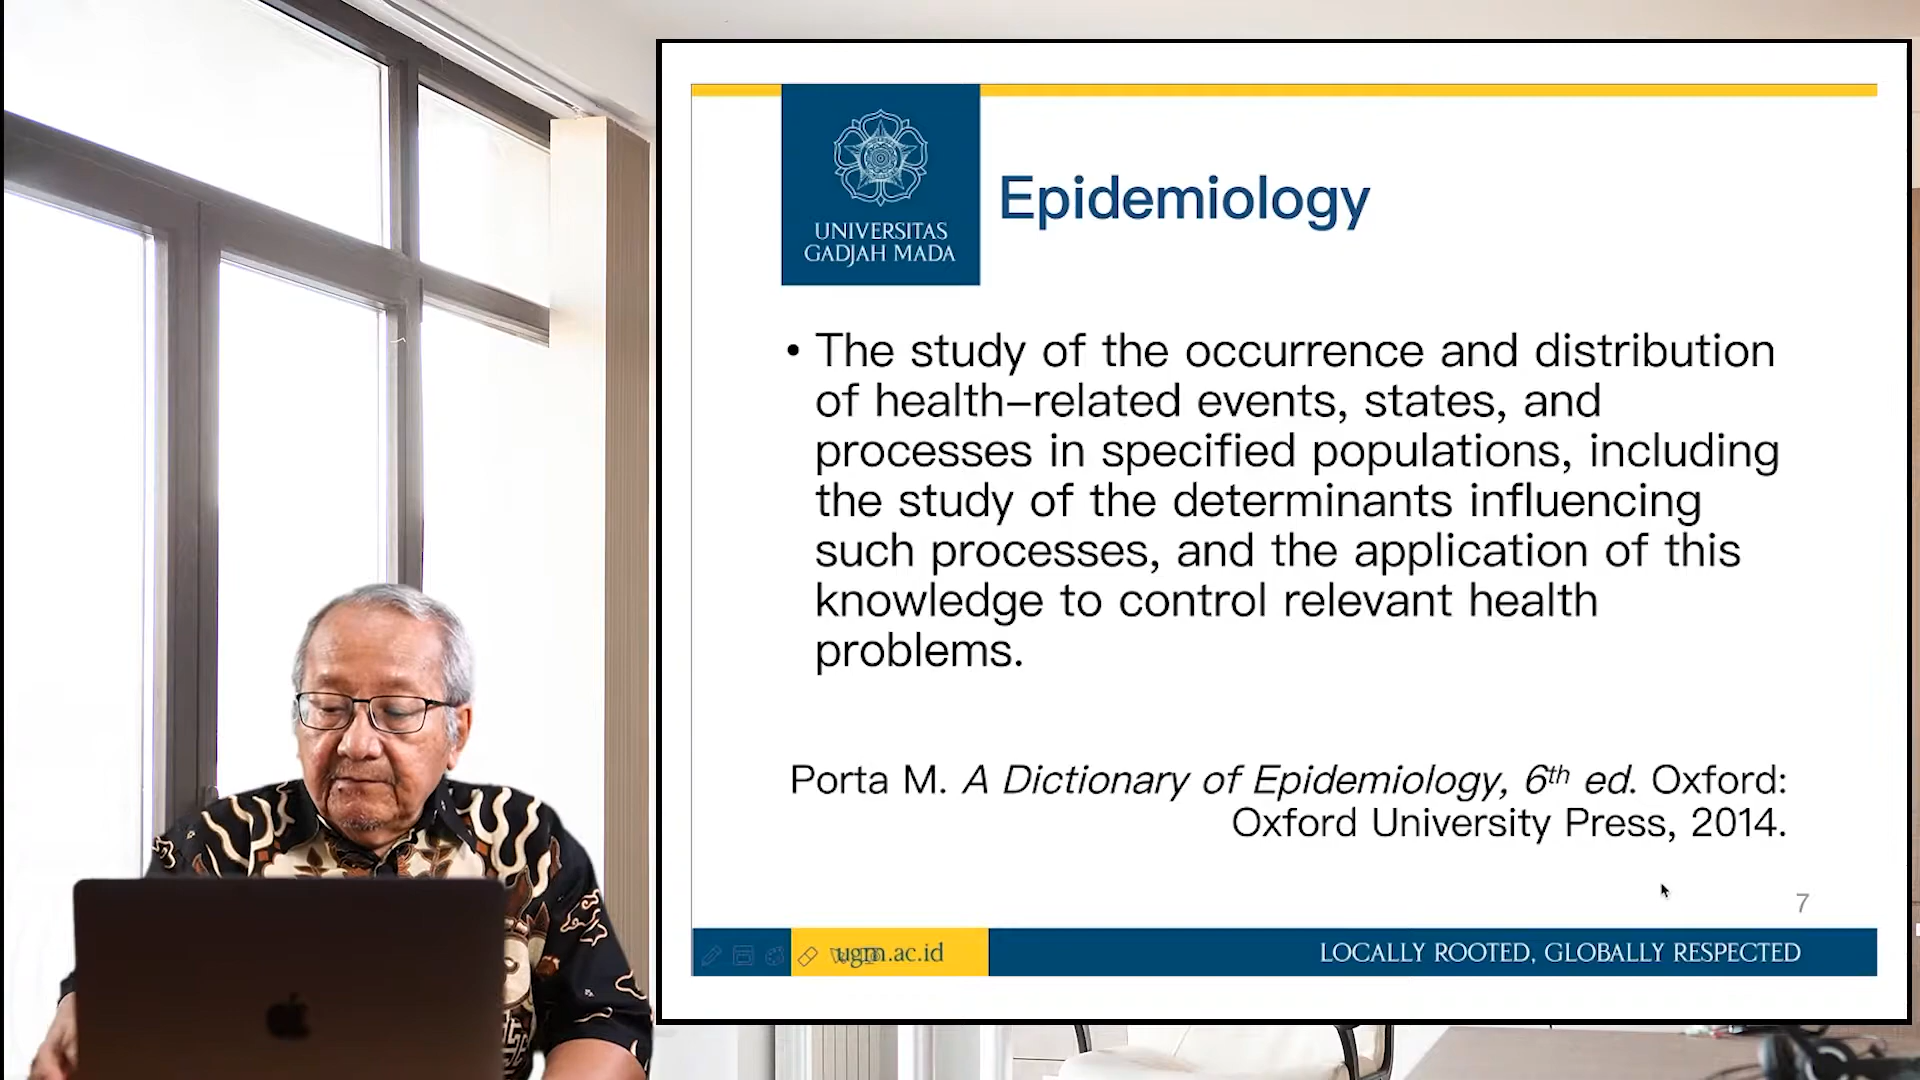 UNIVERSITAS
GADJAH MADA
Epidemiology
• The study of the occurrence and distribution
of health–related events, states, and
processes in specified populations, including
the study of the determinants influencing
such processes, and the application of this
knowledge to control relevant health
problems.
Porta M. A Dictionary of Epidemiology, 6th ed. Oxford:
Oxford University Press, 2014.
7
ugm.ac.id
LOCALLY ROOTED, GLOBALLY RESPECTED